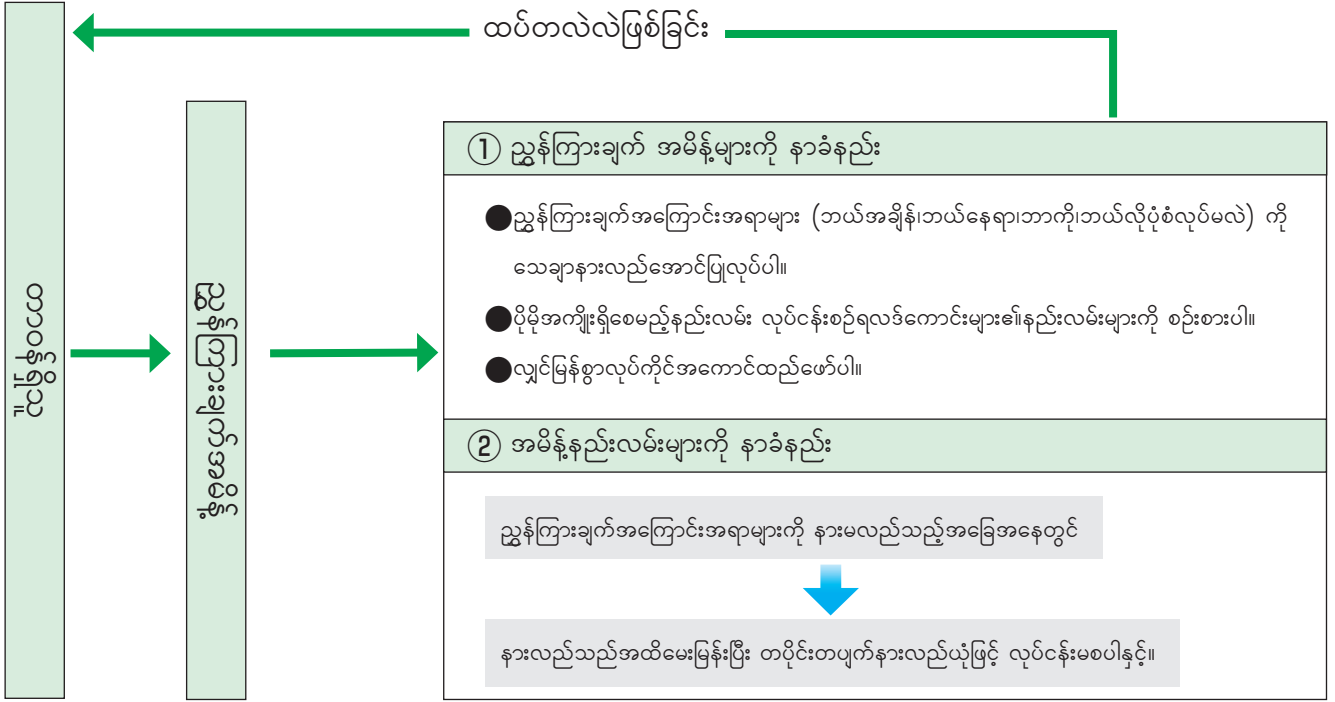 ထပ်တလဲလဲဖြစ်ခြင်း
ညွှန်ကြားချက်အမိန့်
① ညွှန်ကြားချက် အမိန့်များကို နာခံနည်း
●ညွှန်ကြားချက်အကြောင်းအရာများ (ဘယ်အချိန်၊ဘယ်နေရာ၊ဘာကို၊ဘယ်လိုပုံစံလုပ်မလဲ) ကို
သေချာနားလည်အောင်ပြုလုပ်ပါ။
●ပိုမိုအကျိုးရှိစေမည့်နည်းလမ်း လုပ်ငန်းစဉ်ရလဒ်ကောင်းများ၏နည်းလမ်းများကို စဉ်းစားပါ။
●လျှင်မြန်စွာလုပ်ကိုင်အကောင်ထည်ဖော်ပါ။
② အမိန့်နည်းလမ်းများကို နာခံနည်း
ညွှန်ကြားချက်အကြောင်းအရာများကို နားမလည်သည့်အခြေအနေတွင်
နားလည်သည်အထိမေးမြန်းပြီး တပိုင်းတပျက်နားလည်ယုံဖြင့် လုပ်ငန်းမစပါနှင့်။